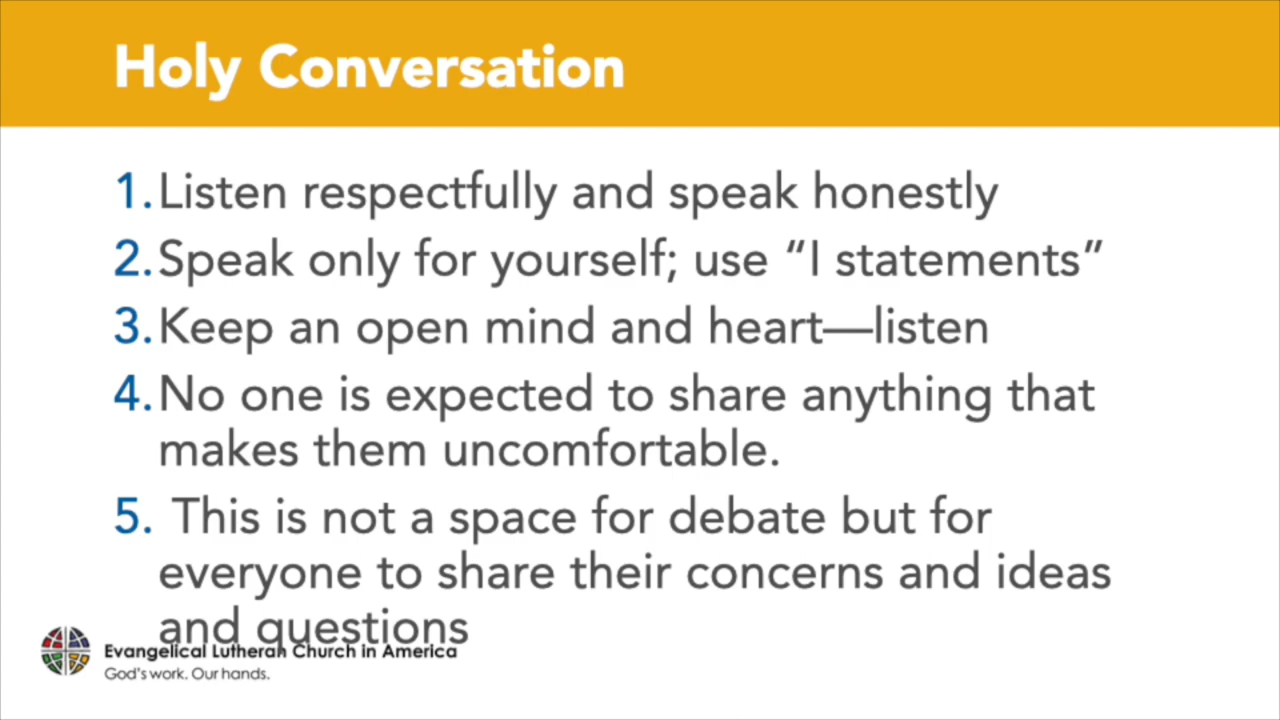 Holy Conversation
1. Listen respectfully and speak honestly
2. Speak only for yourself; use “I statements”
3. Keep an open mind and heart—listen
4. No one is expected to share anything that
makes them uncomfortable.
5. This is not a space for debate but for
everyone to share their concerns and ideas
and questions
Evangelical Lutheran Church in America
God's work. Our hands.